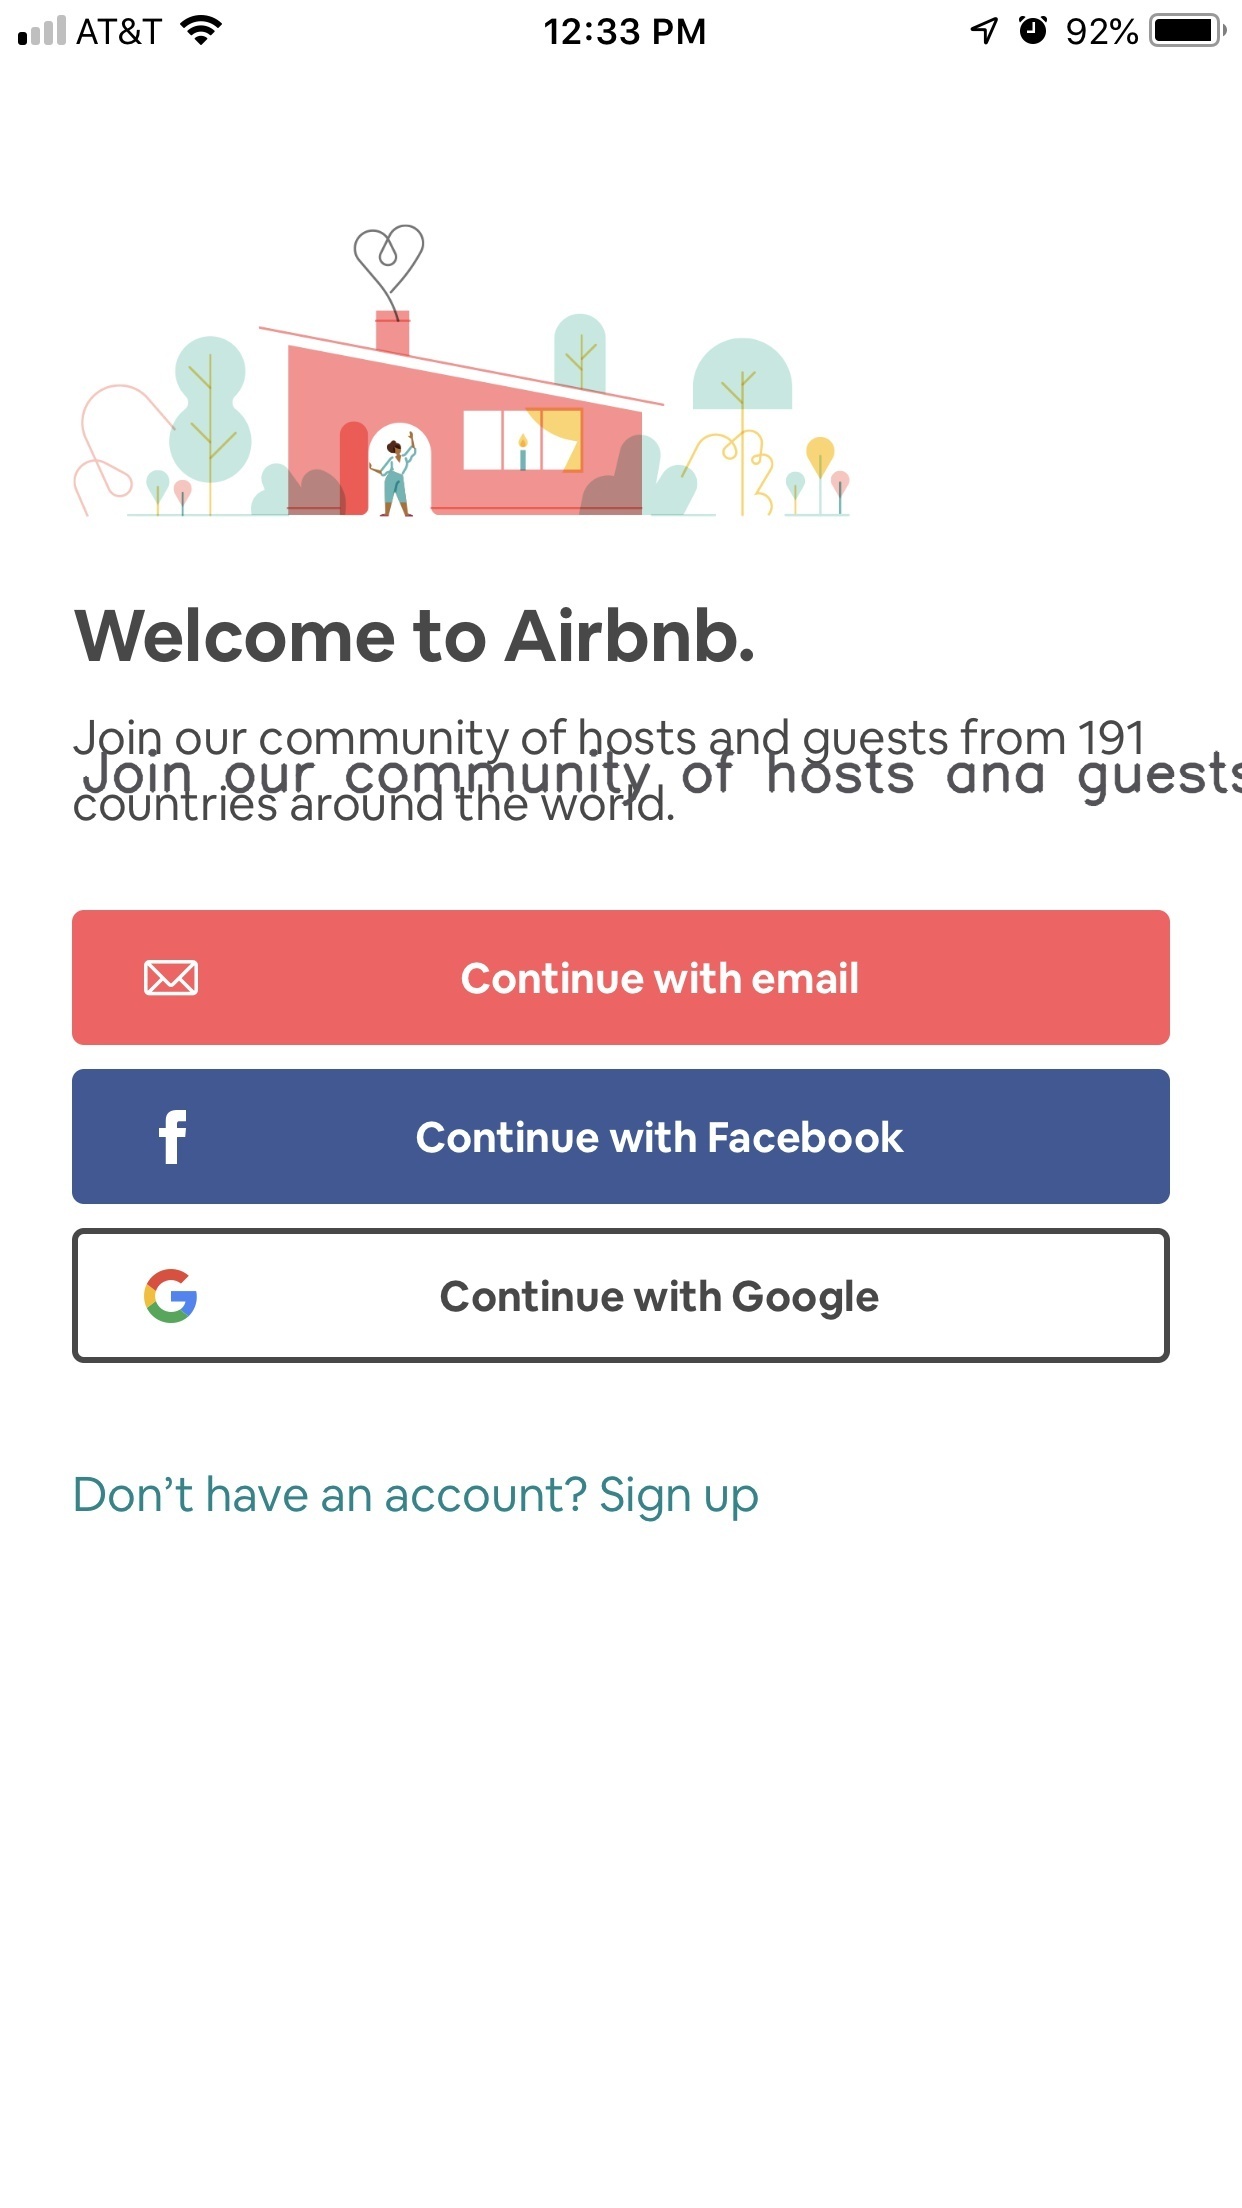 AT&T 12:33 PM 92%
Welcome to Airbnb.
Join our community of hosts and guests from 191
Join our community of hosts and guests
countries around the world.
Continue with email
f Continue with Facebook
G Continue with Google
Don’t have an account? Sign up